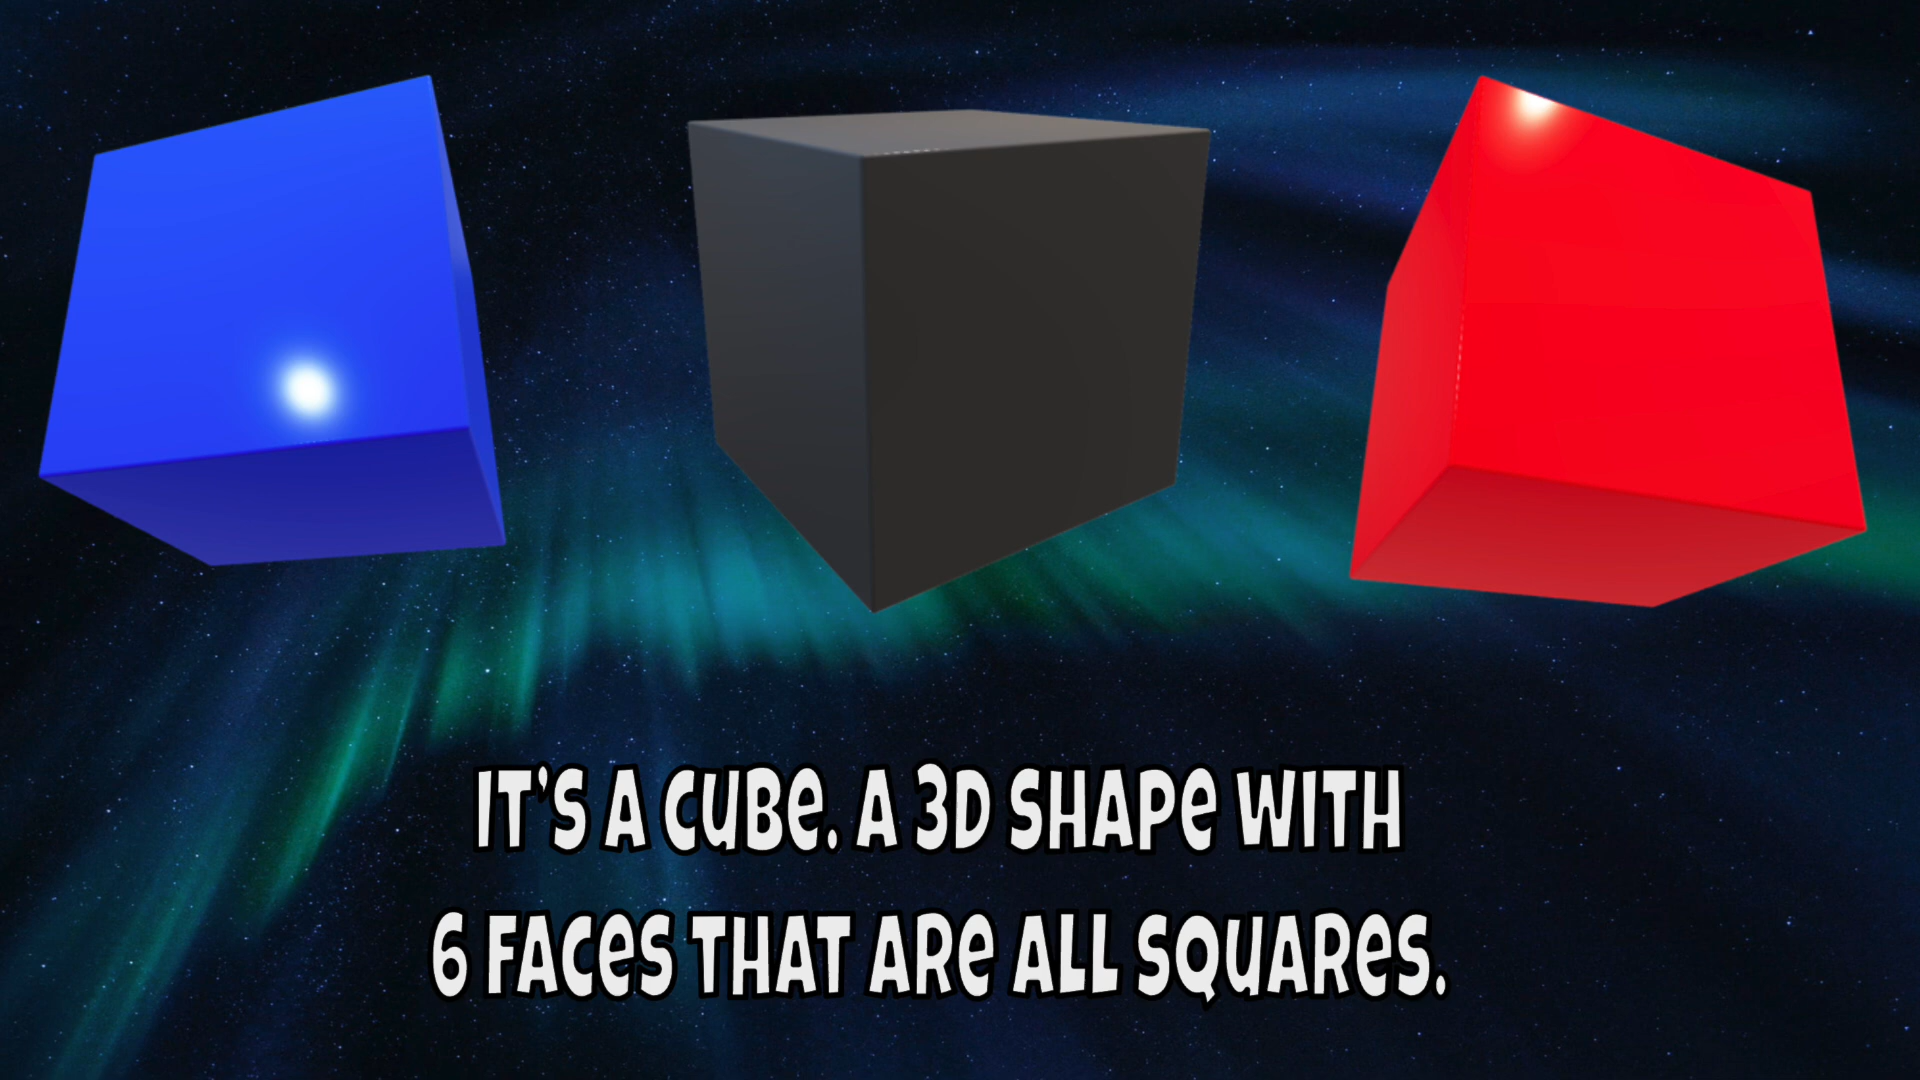 IT'S A CUBE. A 3D SHAPE WITH
6 FACES THAT ARE ALL SQUARES.